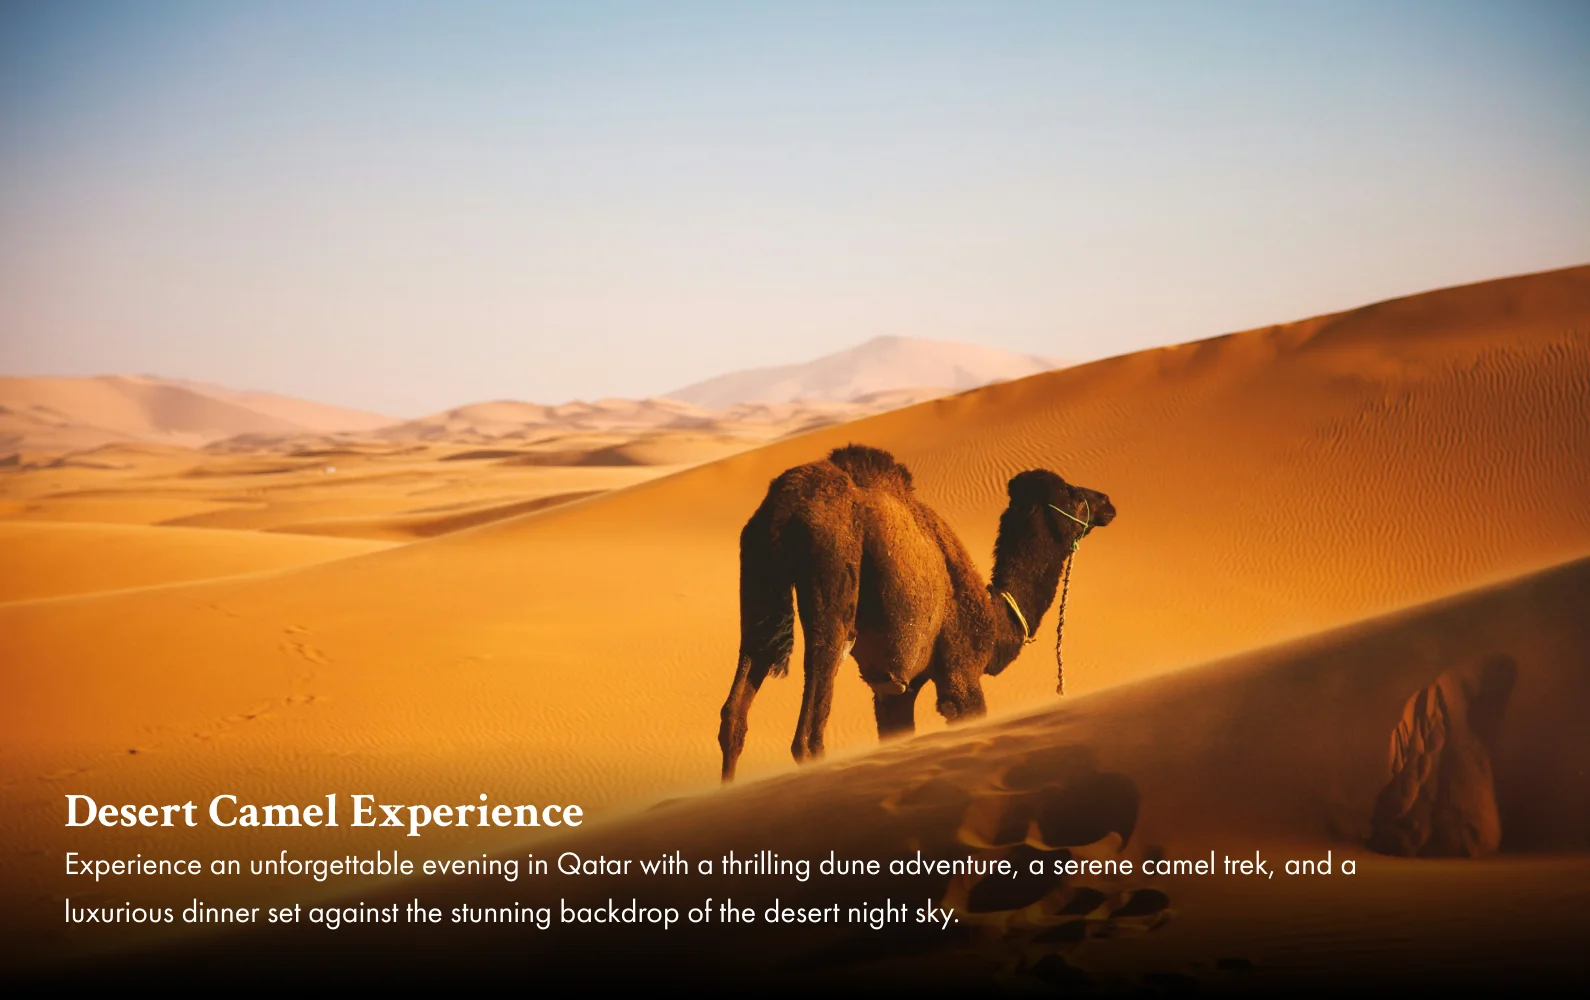 Desert Camel Experience
Experience an unforgettable evening in Qatar with a thrilling dune adventure, a serene camel trek, and a
luxurious dinner set against the stunning backdrop of the desert night sky.